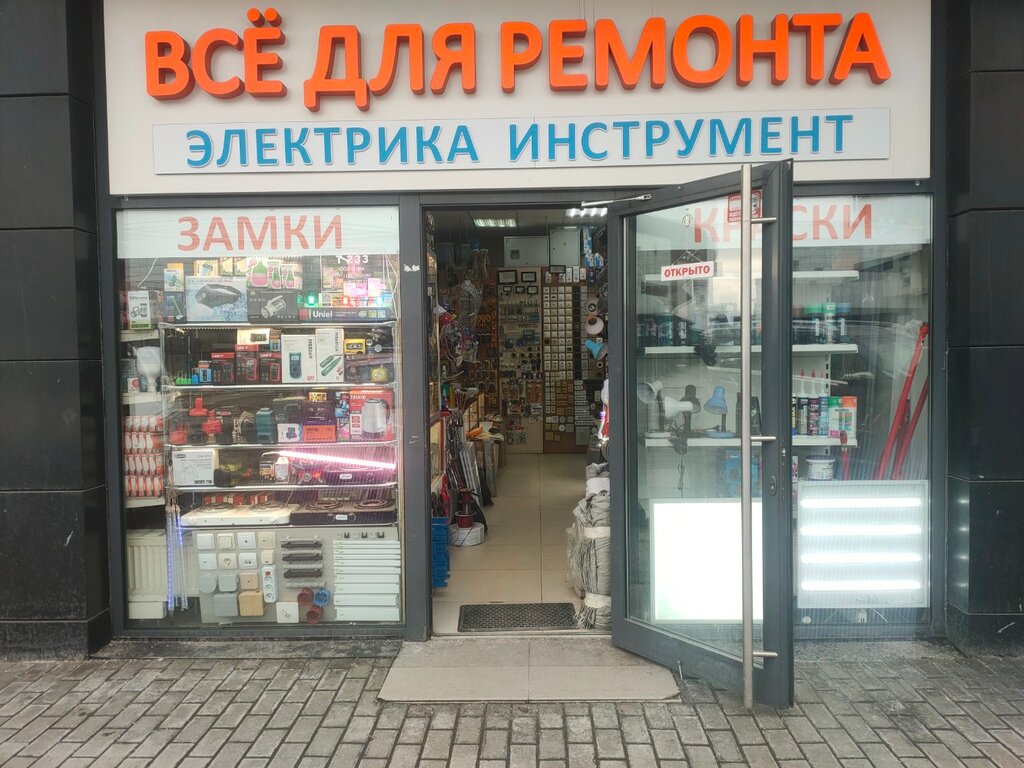 ВСЁ ДЛЯ РЕМОНТА
ЭЛЕКТРИКА ИНСТРУМЕНТ
ЗАМКИ
КРАСКИ
ОТКРЫТО
Uniel